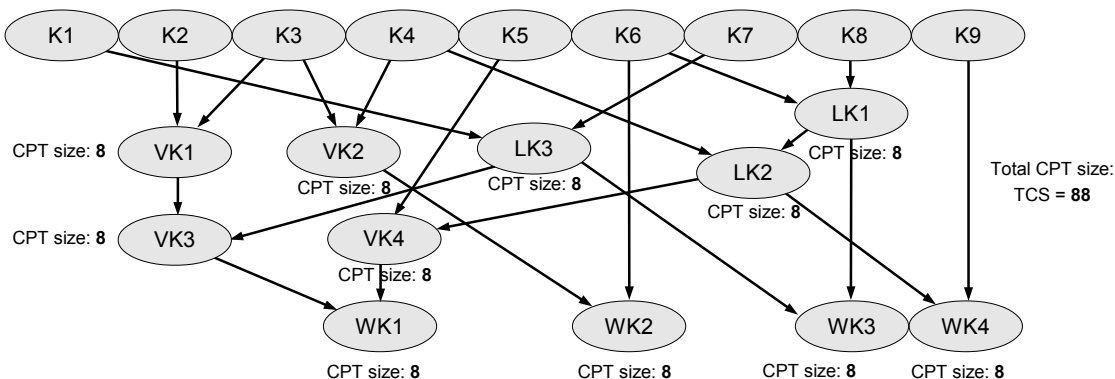 K1 K2 K3 K4 K5 K6 K7 K8 K9
LK1
CPT size: 8 VK1 VK2 LK3 CPT size: 8
CPT size: 8 CPT size: 8 LK2 Total CPT size:
CPT size: 8 TCS = 88
CPT size: 8 VK3 VK4
CPT size: 8
WK1 WK2 WK3 WK4
CPT size: 8 CPT size: 8 CPT size: 8 CPT size: 8